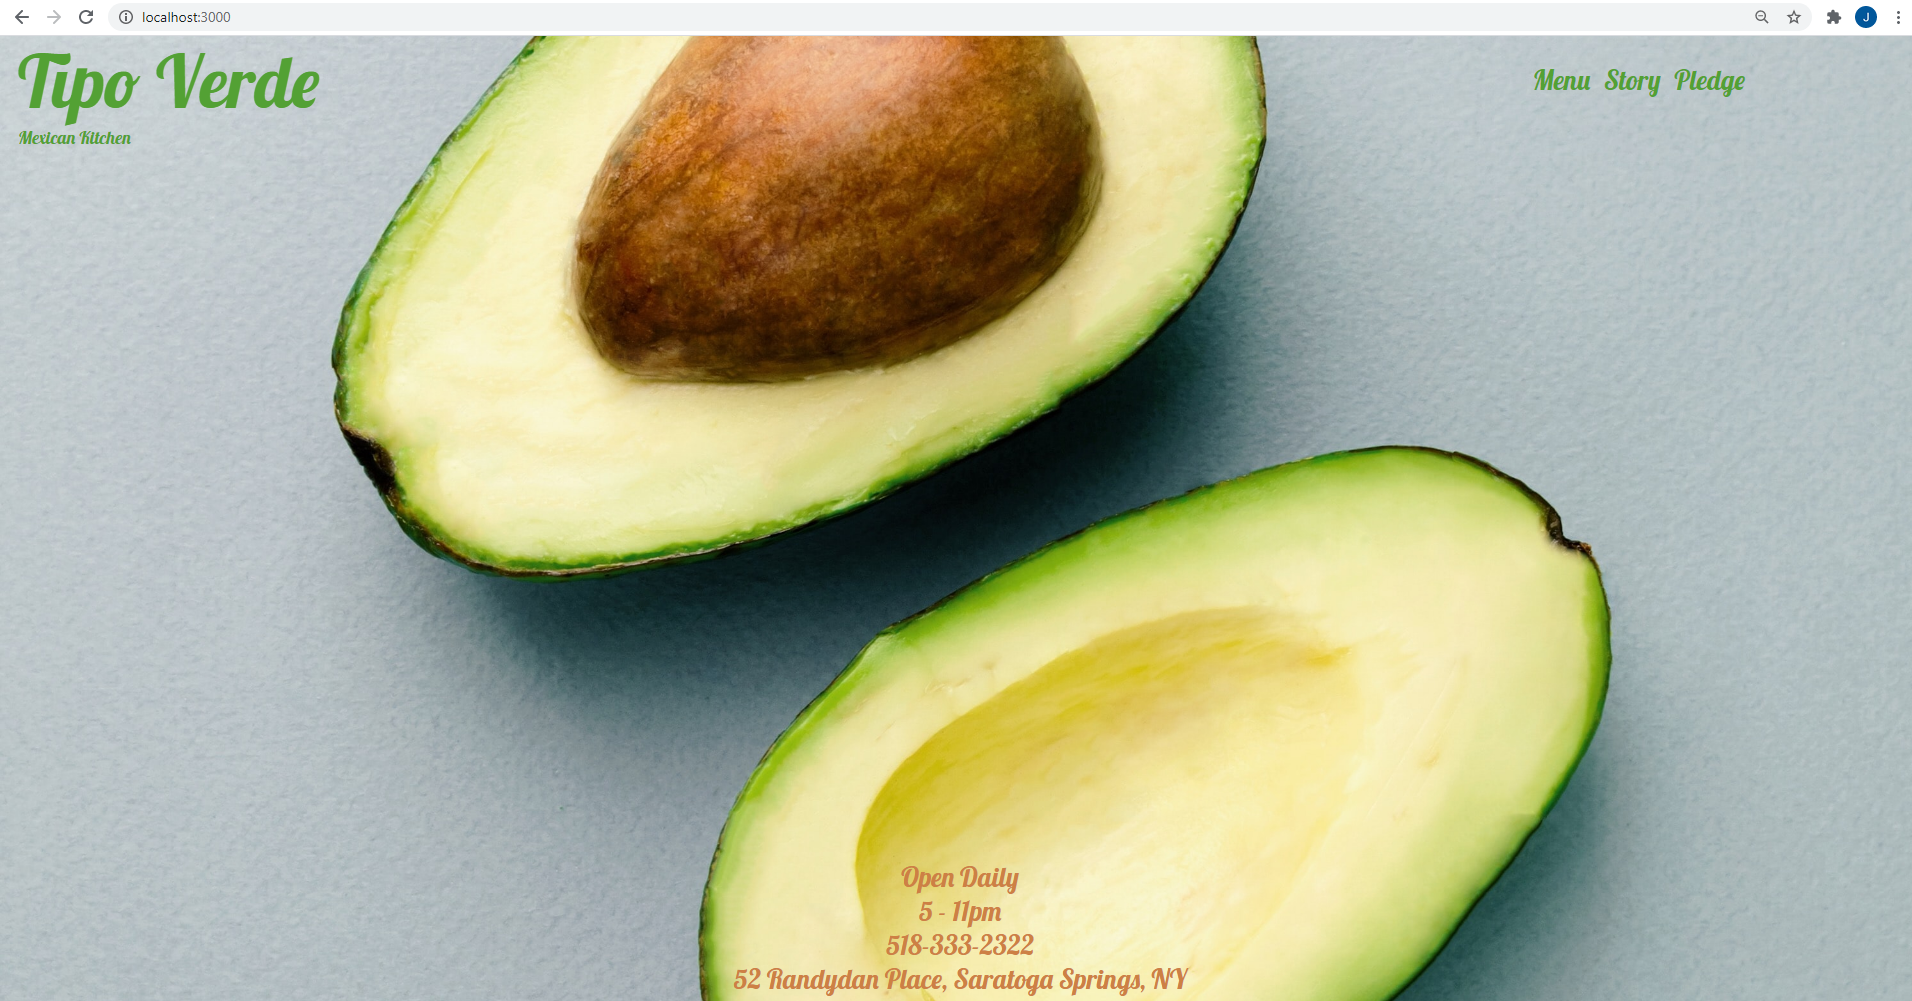 localhost:3000
J
Tipo Verde
Mexican Kitchen
Menu Story Pledge
Open Daily
5 - 11pm
518-333-2322
52 Randydan Place, Saratoga Springs, NY